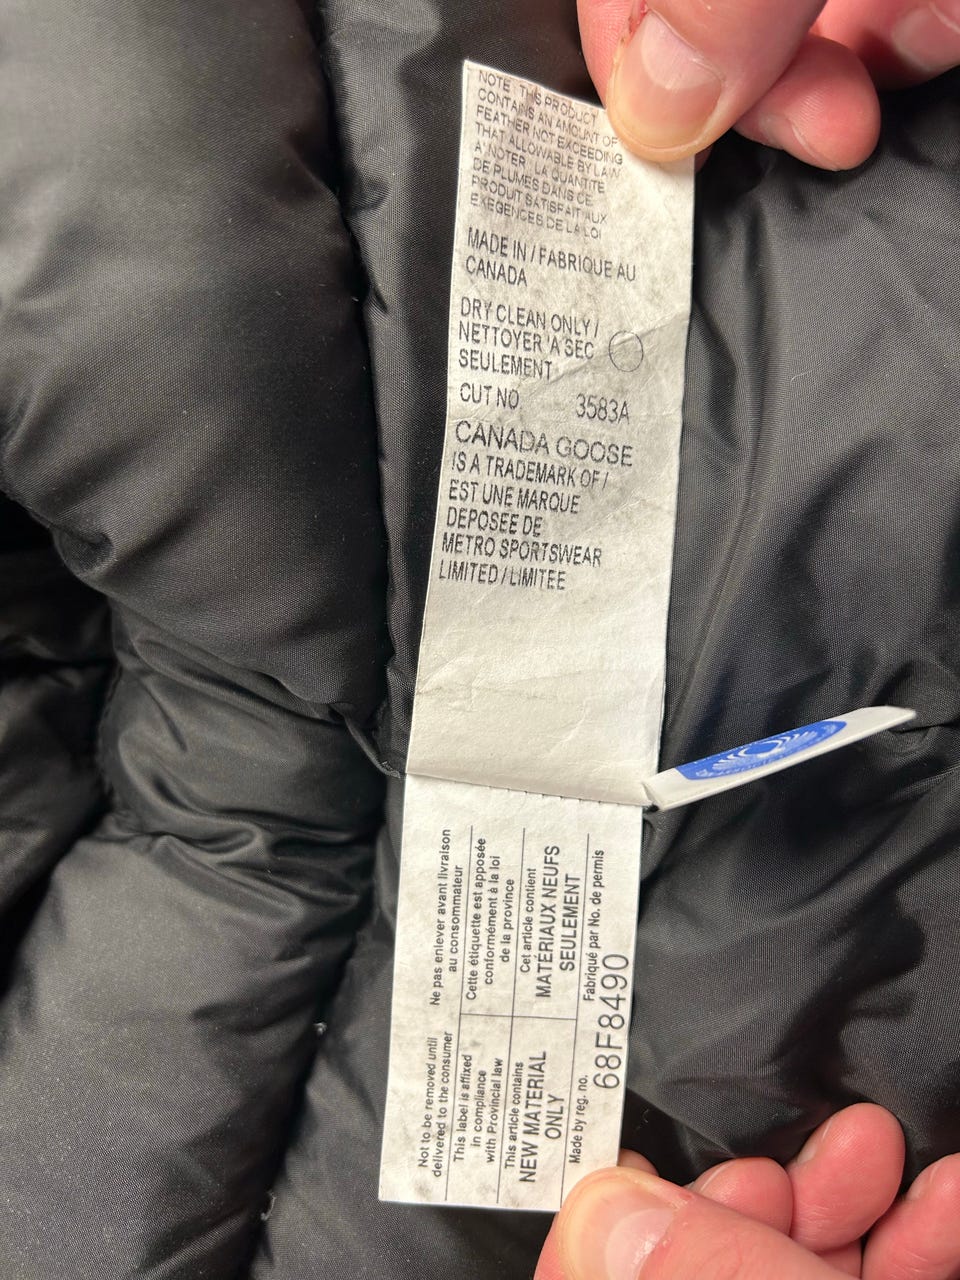 NOTE: THIS PRODUCT
CONTAINS AN AMOUNT OF
FEATHER NOT EXCEEDING
THAT ALLOWABLE BY LAW
A NOTER : LA QUANTITE
DE PLUMES DANS CE
PRODUIT SATISFAIT AUX
EXEGENCES DE LA LOI
MADE IN / FABRIQUE AU
CANADA
DRY CLEAN ONLY /
NETTOYER A SEC
SEULEMENT
CUT NO 3583A
CANADA GOOSE
IS A TRADEMARK OF /
EST UNE MARQUE
DEPOSEE DE
METRO SPORTSWEAR
LIMITED / LIMITEE
Not to be removed until
delivered to the consumer
Ne pas enlever avant livraison
au consommateur
This label is affixed
in compliance
with Provincial law
Cette étiquette est apposée
conformément à la loi
de la province
This article contains
NEW MATERIAL
ONLY
Cet article contient
MATÉRIAUX NEUFS
SEULEMENT
Made by reg. no.
Fabriqué par No. de permis
68F8490